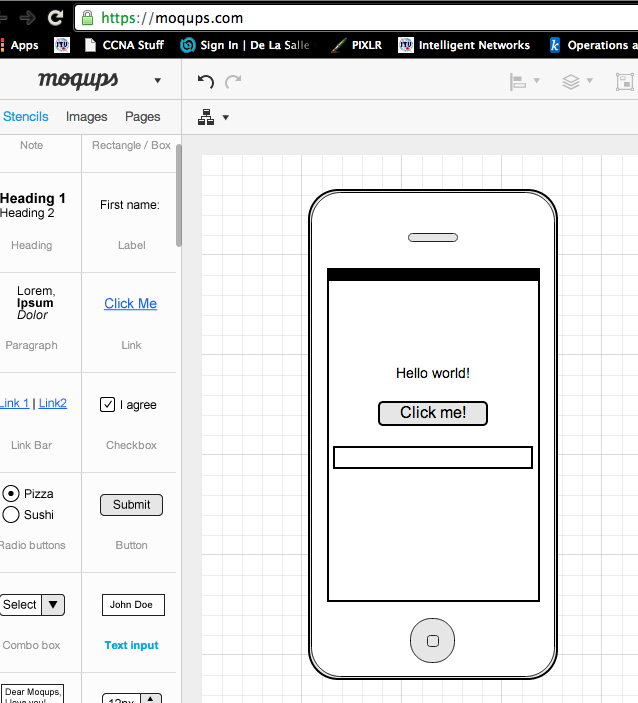 https://moqups.com
Apps
CCNA Stuff
Sign In | De La Salle
PIXLR
Intelligent Networks
Operations a
moqups
Stencils Images Pages
Note
Rectangle / Box
Heading 1
Heading 2
Heading
First name:
Label
Lorem,
Ipsum
Dolor
Paragraph
Click Me
Link
Link 1 | Link2
Link Bar
I agree
Checkbox
Pizza
Sushi
Radio buttons
Submit
Button
Select
Combo box
John Doe
Text input
Dear Moqups,
I love you!
12px
Hello world!
Click me!